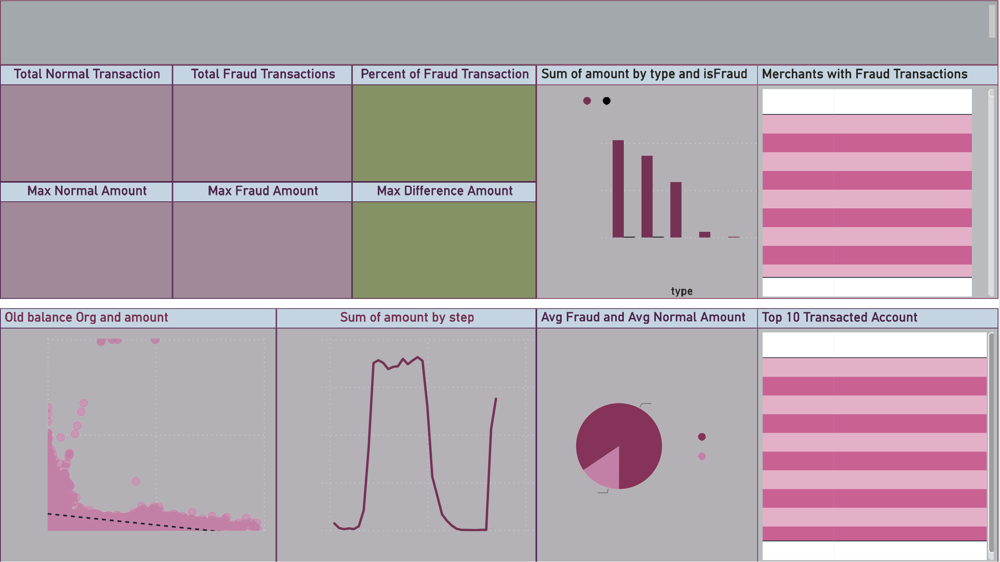 Total Normal Transaction
Total Fraud Transactions
Percent of Fraud Transaction
Sum of amount by type and isFraud
Merchants with Fraud Transactions
Max Normal Amount
Max Fraud Amount
Max Difference Amount
type
Old balance Org and amount
Sum of amount by step
Avg Fraud and Avg Normal Amount
Top 10 Transacted Account